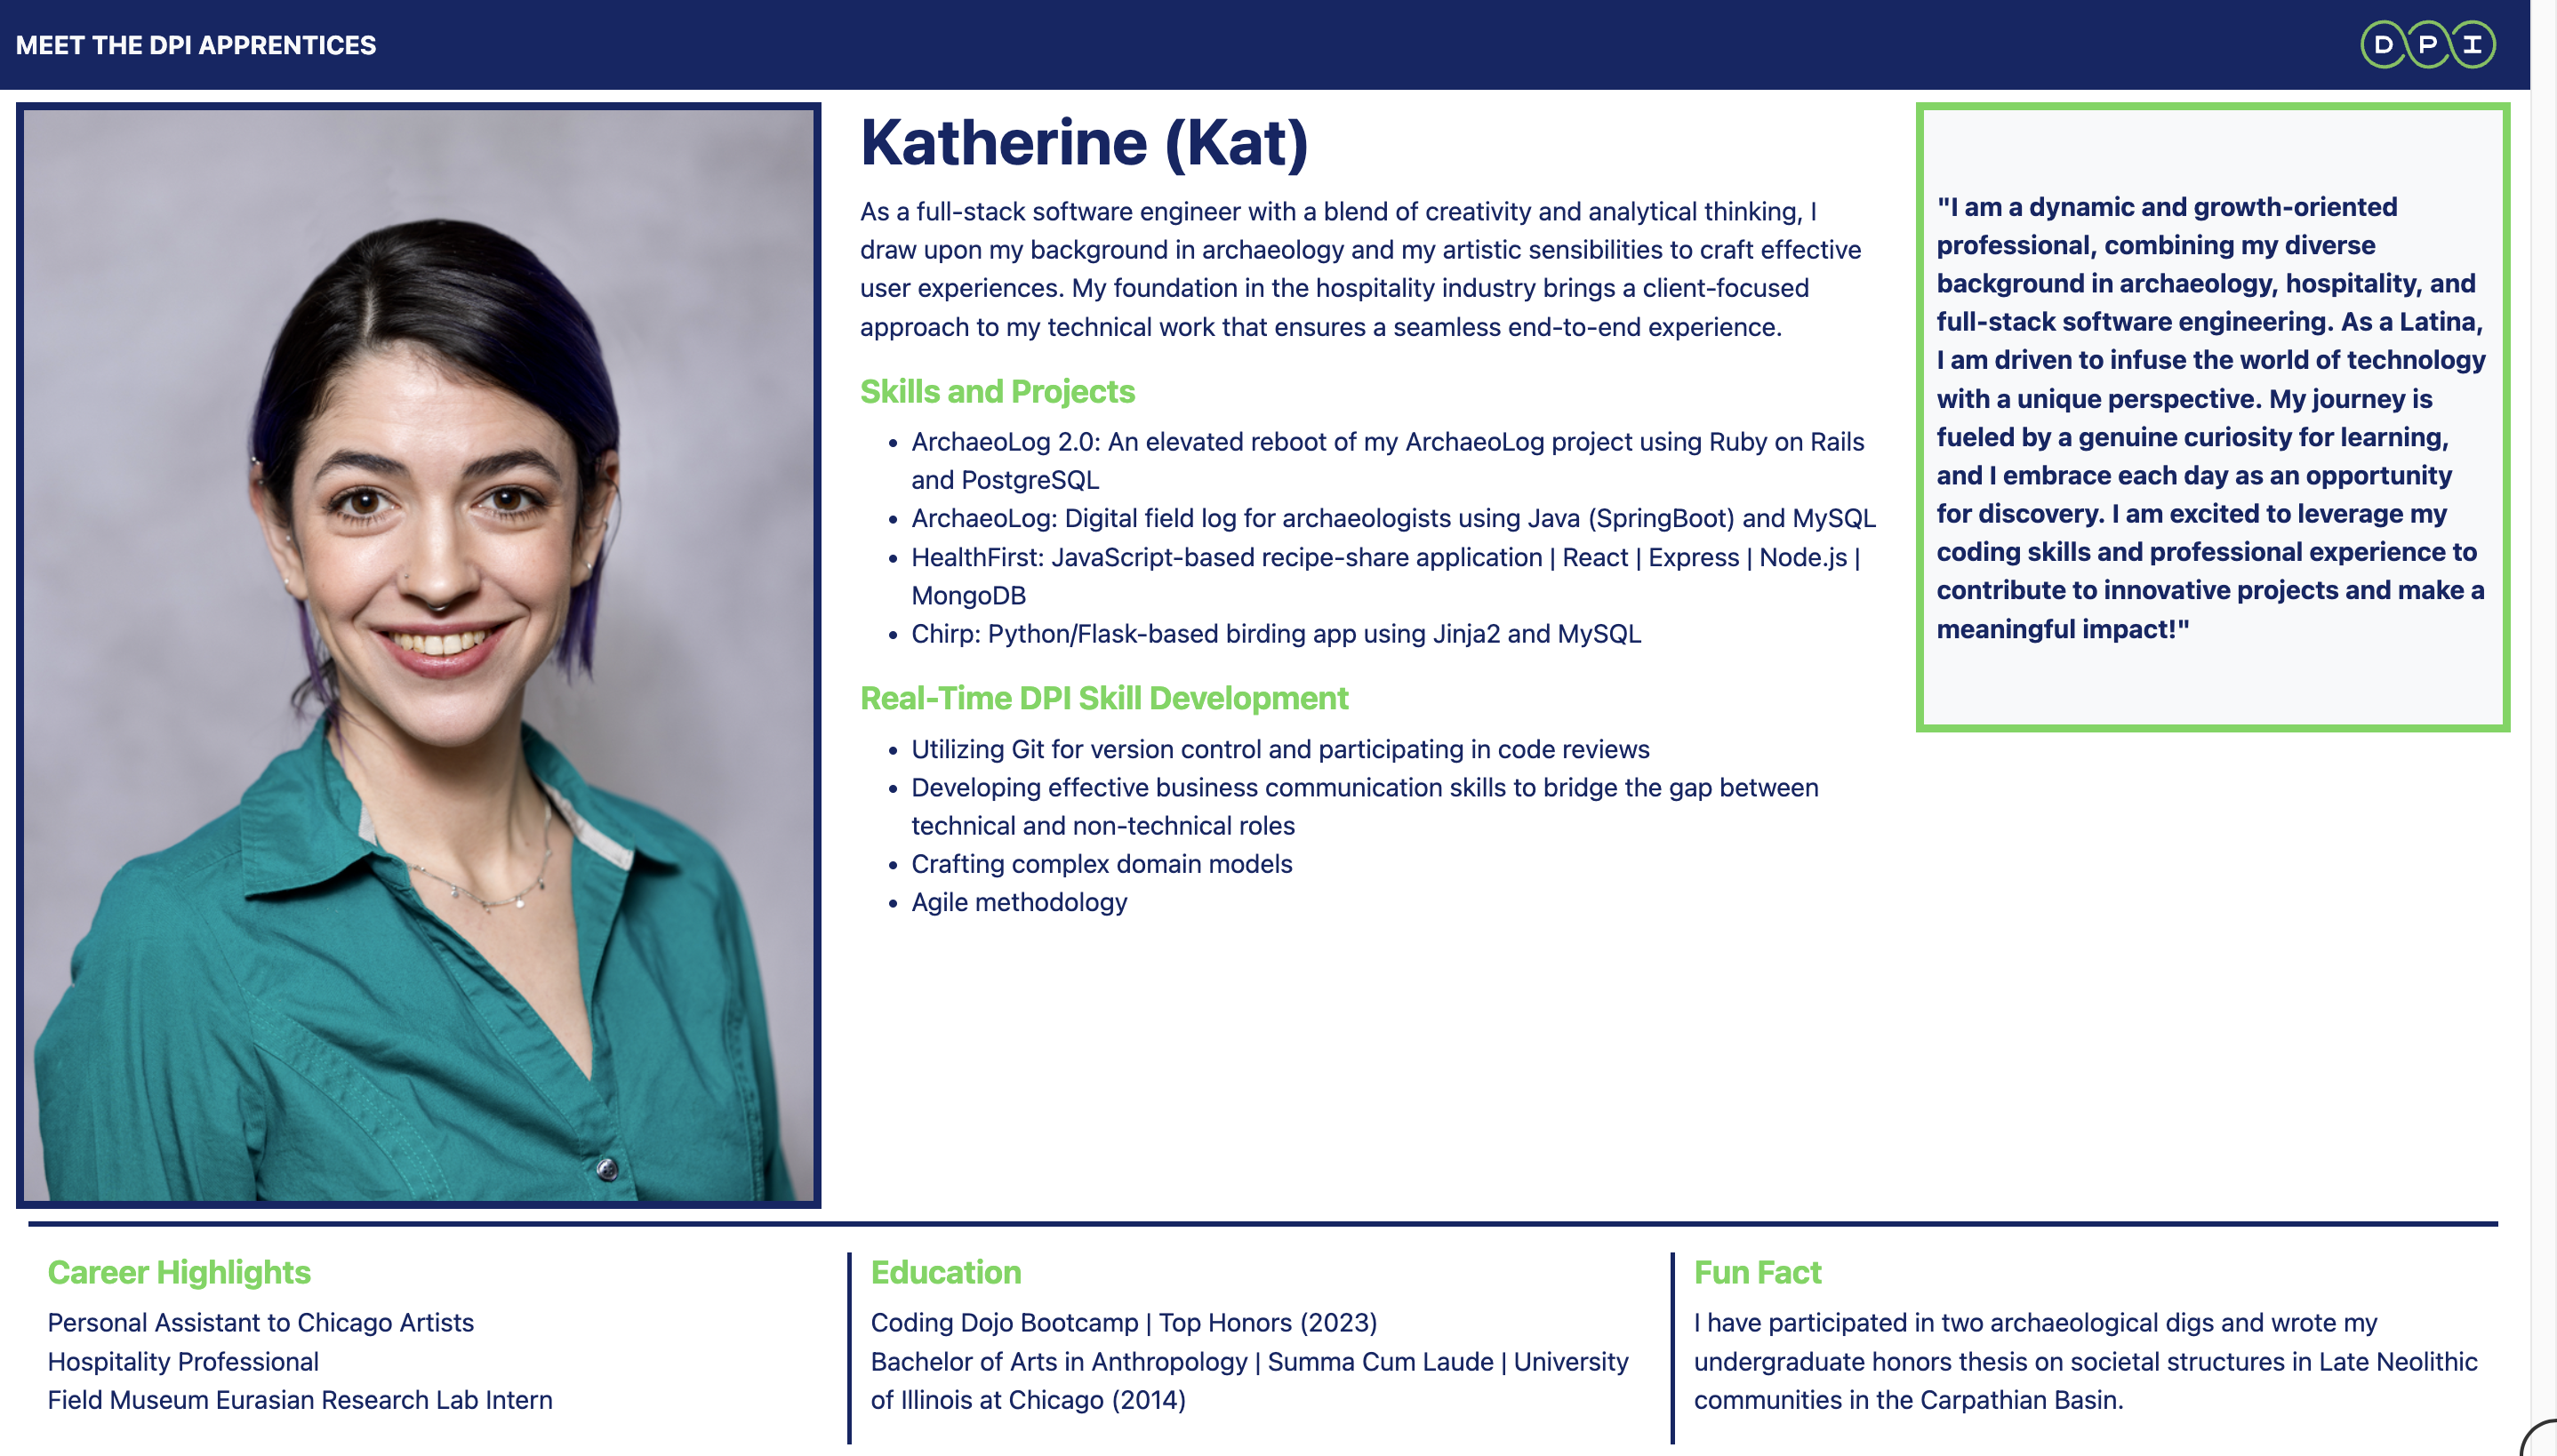 MEET THE DPI APPRENTICES
D P I
Katherine (Kat)
As a full-stack software engineer with a blend of creativity and analytical thinking, I
draw upon my background in archaeology and my artistic sensibilities to craft effective
user experiences. My foundation in the hospitality industry brings a client-focused
approach to my technical work that ensures a seamless end-to-end experience.
Skills and Projects
• ArchaeoLog 2.0: An elevated reboot of my ArchaeoLog project using Ruby on Rails
and PostgreSQL
• ArchaeoLog: Digital field log for archaeologists using Java (SpringBoot) and MySQL
• HealthFirst: JavaScript-based recipe-share application | React | Express | Node.js |
MongoDB
• Chirp: Python/Flask-based birding app using Jinja2 and MySQL
Real-Time DPI Skill Development
• Utilizing Git for version control and participating in code reviews
• Developing effective business communication skills to bridge the gap between
technical and non-technical roles
• Crafting complex domain models
• Agile methodology
"I am a dynamic and growth-oriented
professional, combining my diverse
background in archaeology, hospitality, and
full-stack software engineering. As a Latina,
I am driven to infuse the world of technology
with a unique perspective. My journey is
fueled by a genuine curiosity for learning,
and I embrace each day as an opportunity
for discovery. I am excited to leverage my
coding skills and professional experience to
contribute to innovative projects and make a
meaningful impact!"
Career Highlights
Personal Assistant to Chicago Artists
Hospitality Professional
Field Museum Eurasian Research Lab Intern
Education
Coding Dojo Bootcamp | Top Honors (2023)
Bachelor of Arts in Anthropology | Summa Cum Laude | University
of Illinois at Chicago (2014)
Fun Fact
I have participated in two archaeological digs and wrote my
undergraduate honors thesis on societal structures in Late Neolithic
communities in the Carpathian Basin.